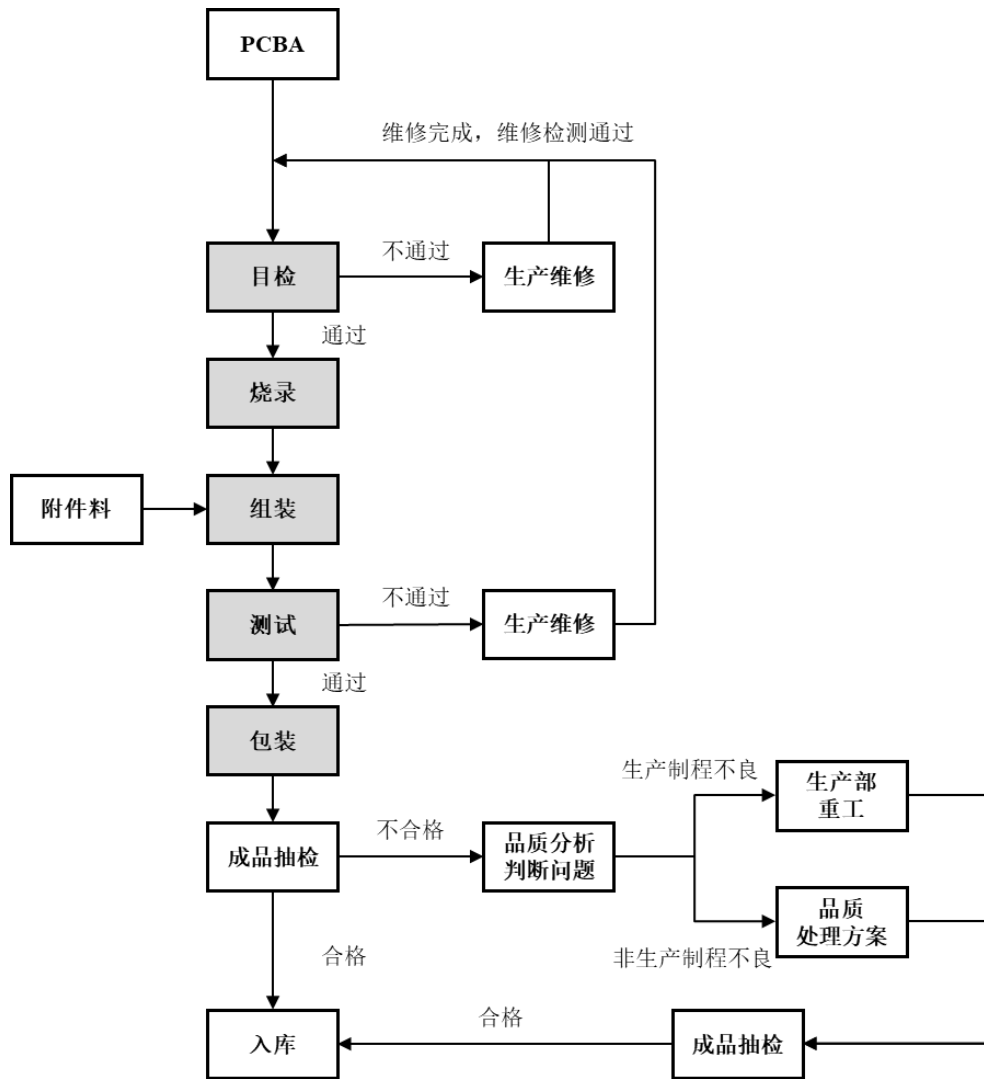 PCBA
维修完成，维修检测通过
目检
不通过
生产维修
通过
烧录
附件料
组装
测试
不通过
生产维修
通过
包装
生产制程不良
生产部
重工
成品抽检
不合格
品质分析
判断问题
品质
处理方案
非生产制程不良
合格
入库
合格
成品抽检